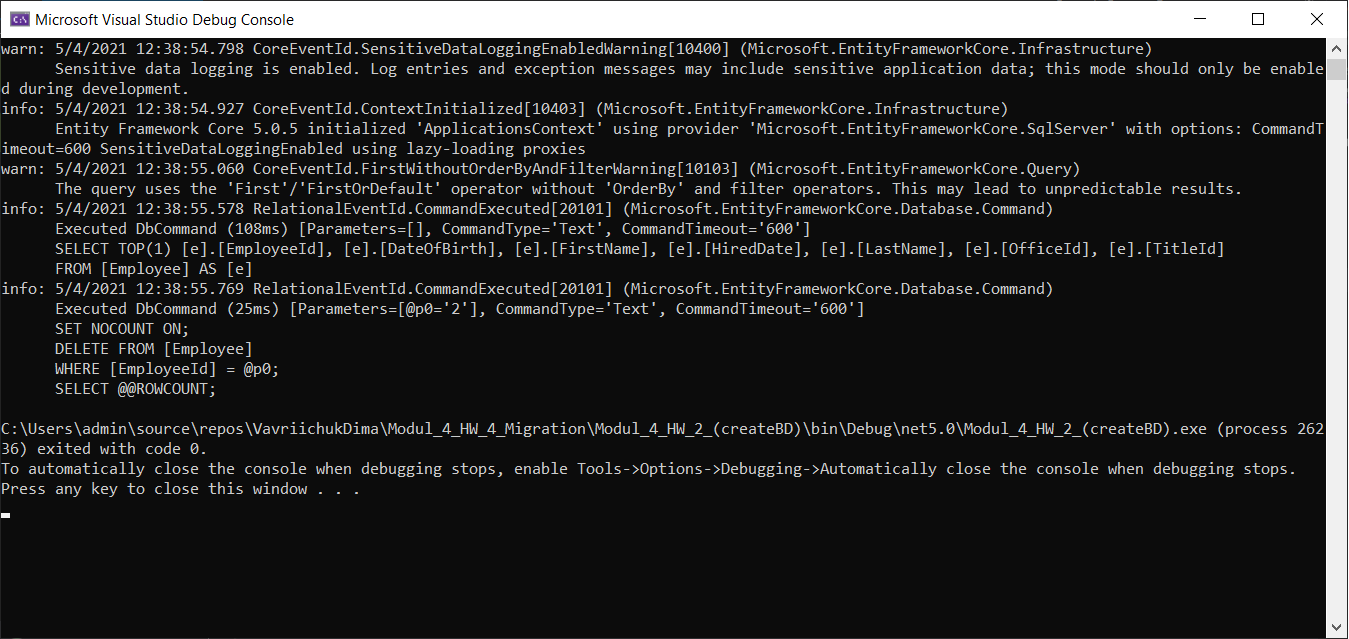 Microsoft Visual Studio Debug Console
warn: 5/4/2021 12:38:54.798 CoreEventId.SensitiveDataLoggingEnabledWarning[10400] (Microsoft.EntityFrameworkCore.Infrastructure)
Sensitive data logging is enabled. Log entries and exception messages may include sensitive application data; this mode should only be enable
d during development.
info: 5/4/2021 12:38:54.927 CoreEventId.ContextInitialized[10403] (Microsoft.EntityFrameworkCore.Infrastructure)
Entity Framework Core 5.0.5 initialized 'ApplicationsContext' using provider 'Microsoft.EntityFrameworkCore.SqlServer' with options: CommandT
imeout=600 SensitiveDataLoggingEnabled using lazy-loading proxies
warn: 5/4/2021 12:38:55.060 CoreEventId.FirstWithoutOrderByAndFilterWarning[10103] (Microsoft.EntityFrameworkCore.Query)
The query uses the 'First'/'FirstOrDefault' operator without 'OrderBy' and filter operators. This may lead to unpredictable results.
info: 5/4/2021 12:38:55.578 RelationalEventId.CommandExecuted[20101] (Microsoft.EntityFrameworkCore.Database.Command)
Executed DbCommand (108ms) [Parameters=[], CommandType='Text', CommandTimeout='600']
SELECT TOP(1) [e].[EmployeeId], [e].[DateOfBirth], [e].[FirstName], [e].[HiredDate], [e].[LastName], [e].[OfficeId], [e].[TitleId]
FROM [Employee] AS [e]
info: 5/4/2021 12:38:55.769 RelationalEventId.CommandExecuted[20101] (Microsoft.EntityFrameworkCore.Database.Command)
Executed DbCommand (25ms) [Parameters=[@p0='2'], CommandType='Text', CommandTimeout='600']
SET NOCOUNT ON;
DELETE FROM [Employee]
WHERE [EmployeeId] = @p0;
SELECT @@ROWCOUNT;
C:\Users\admin\source\repos\VavriichukDima\Modul_4_HW_4_Migration\Modul_4_HW_2_(createBD)\bin\Debug\net5.0\Modul_4_HW_2_(createBD).exe (process 262
36) exited with code 0.
To automatically close the console when debugging stops, enable Tools->Options->Debugging->Automatically close the console when debugging stops.
Press any key to close this window . . .